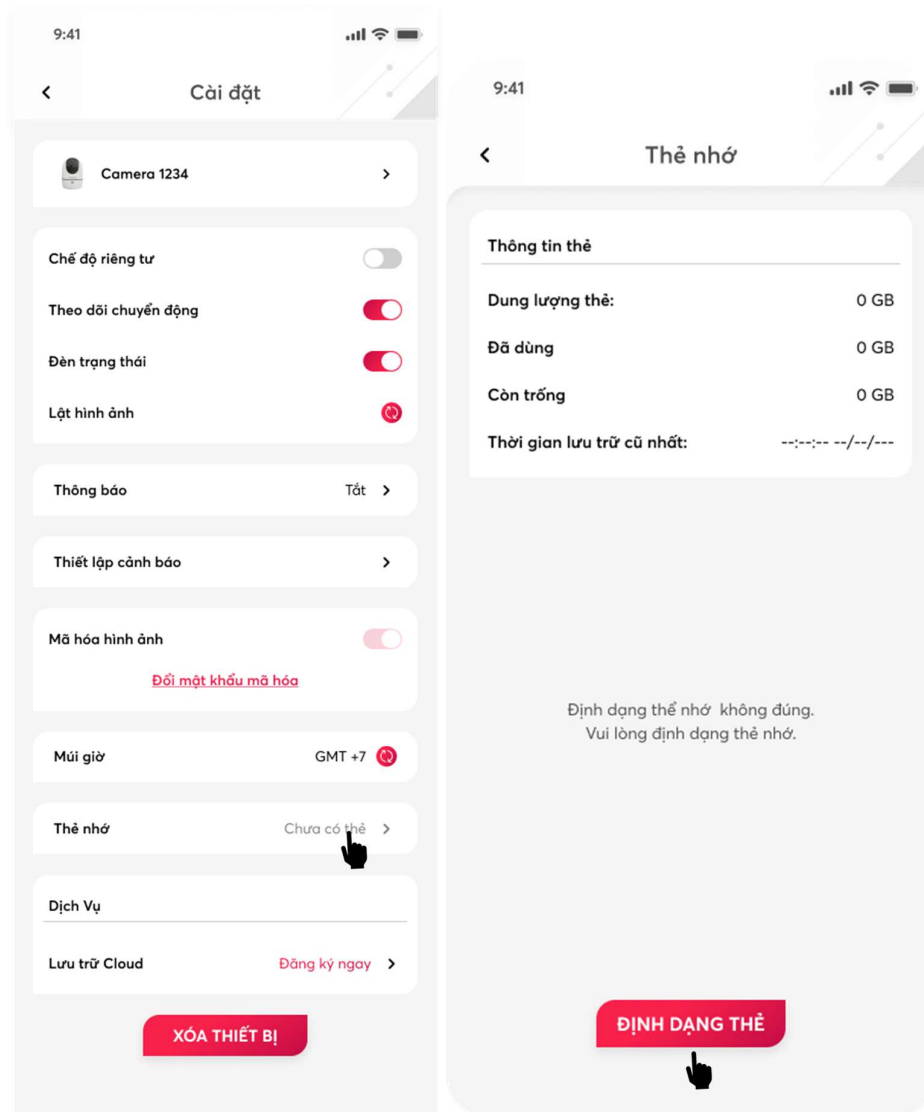 9:41
Cài đặt
Camera 1234
Chế độ riêng tư
Theo dõi chuyển động
Đèn trạng thái
Lật hình ảnh
Thông báo Tắt
Thiết lập cảnh báo
Mã hóa hình ảnh
Đổi mật khẩu mã hóa
Múi giờ GMT +7
Thẻ nhớ Chưa có thẻ
Dịch Vụ
Lưu trữ Cloud Đăng ký ngay
XÓA THIẾT BỊ
9:41
Thẻ nhớ
Thông tin thẻ
Dung lượng thẻ: 0 GB
Đã dùng 0 GB
Còn trống 0 GB
Thời gian lưu trữ cũ nhất: --:--:-- --/--/---
Định dạng thể nhớ không đúng.
Vui lòng định dạng thẻ nhớ.
ĐỊNH DẠNG THẺ